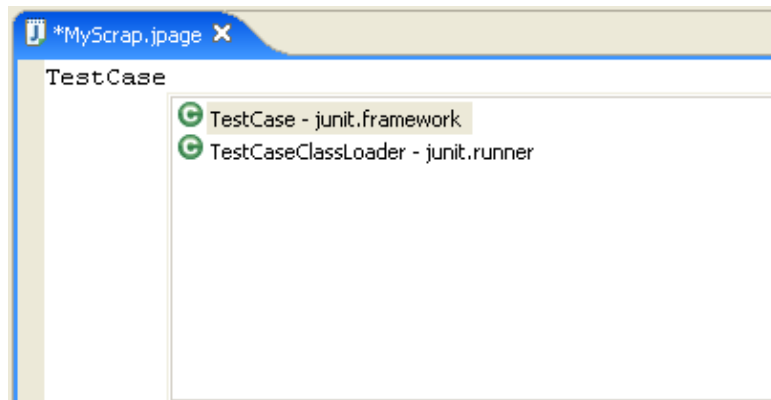 *MyScrap.jpage
TestCase
TestCase - junit.framework
TestCaseClassLoader - junit.runner